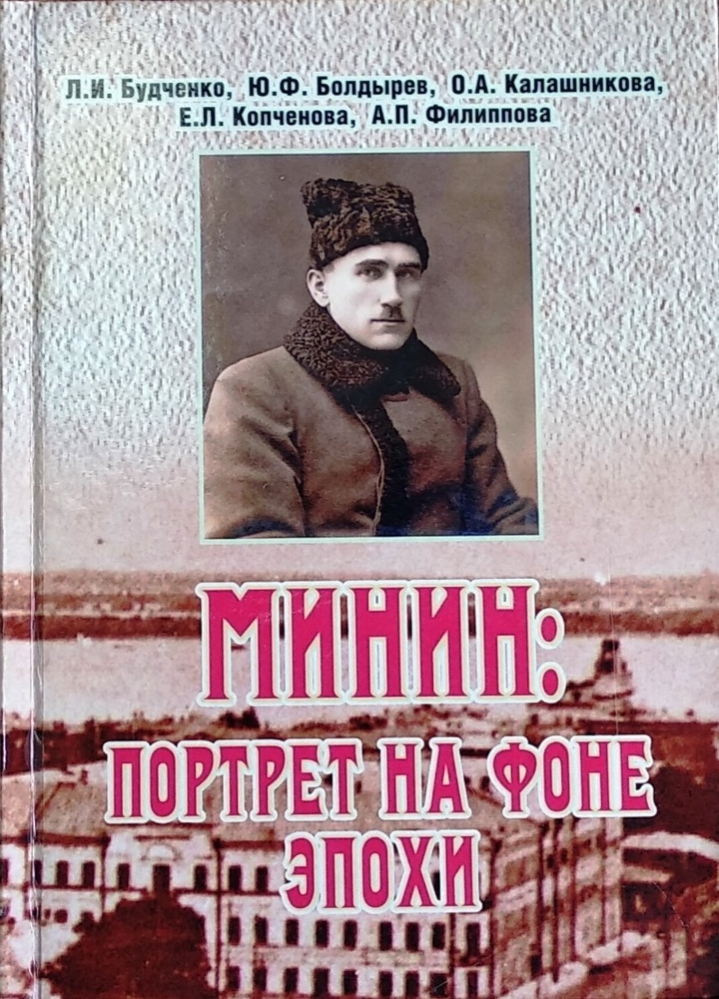 Л.И. Будченко, Ю.Ф. Болдырев, О.А. Калашникова,
Е.Л. Копченова, А.П. Филиппова
МИНИН:
ПОРТРЕТ НА ФОНЕ
ЭПОХИ